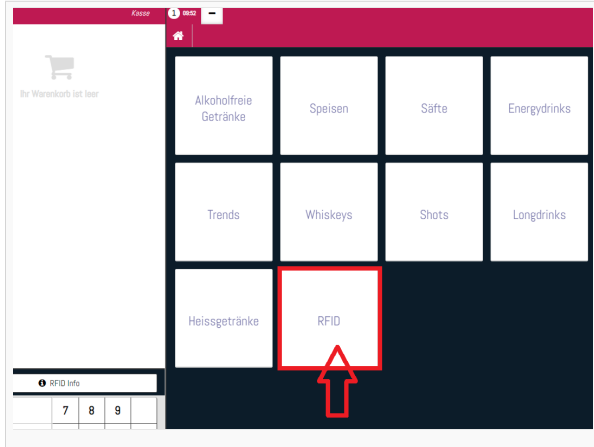 Kasse
1 09:52 −
Ihr Warenkorb ist leer
Alkoholfreie
Getränke
Speisen
Säfte
Energydrinks
Trends
Whiskeys
Shots
Longdrinks
Heissgetränke
RFID
RFID Info
7 8 9